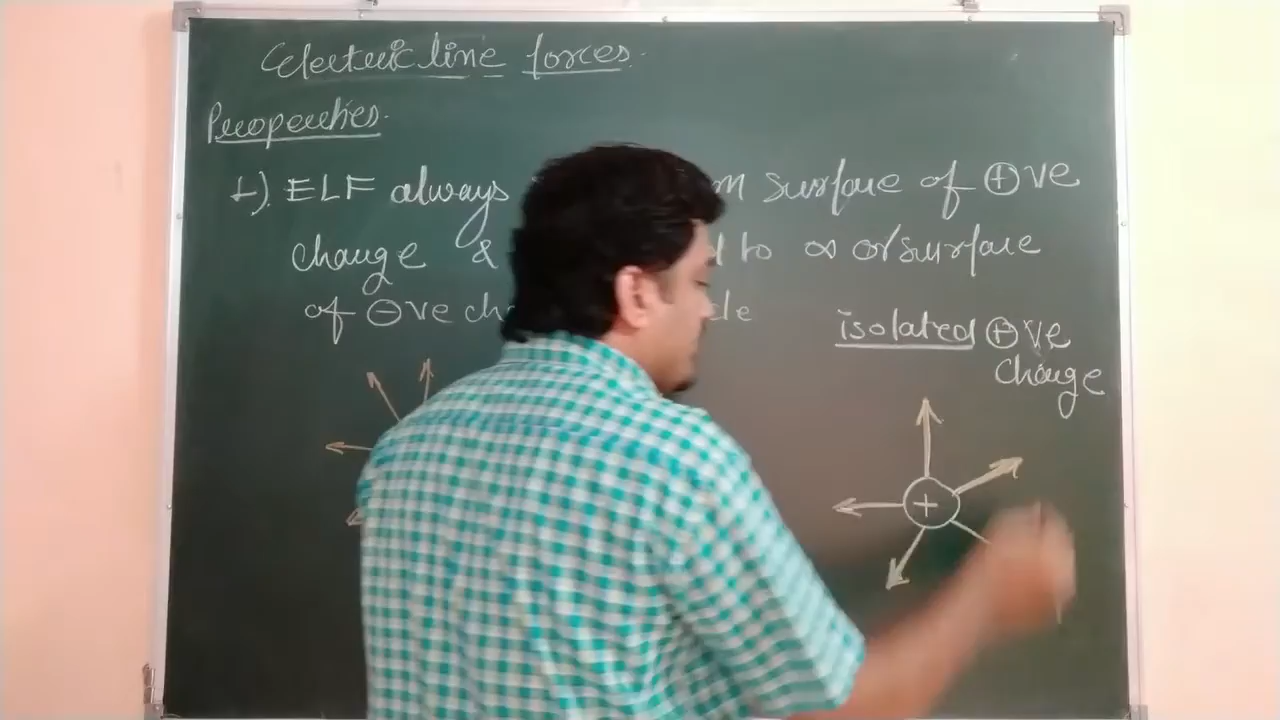 Electric line forces.
Properties.
1). ELF always m surface of ⊕ve
charge & d to ∞ or surface
of ⊖ve ch de
isolated ⊕ve
charge
+